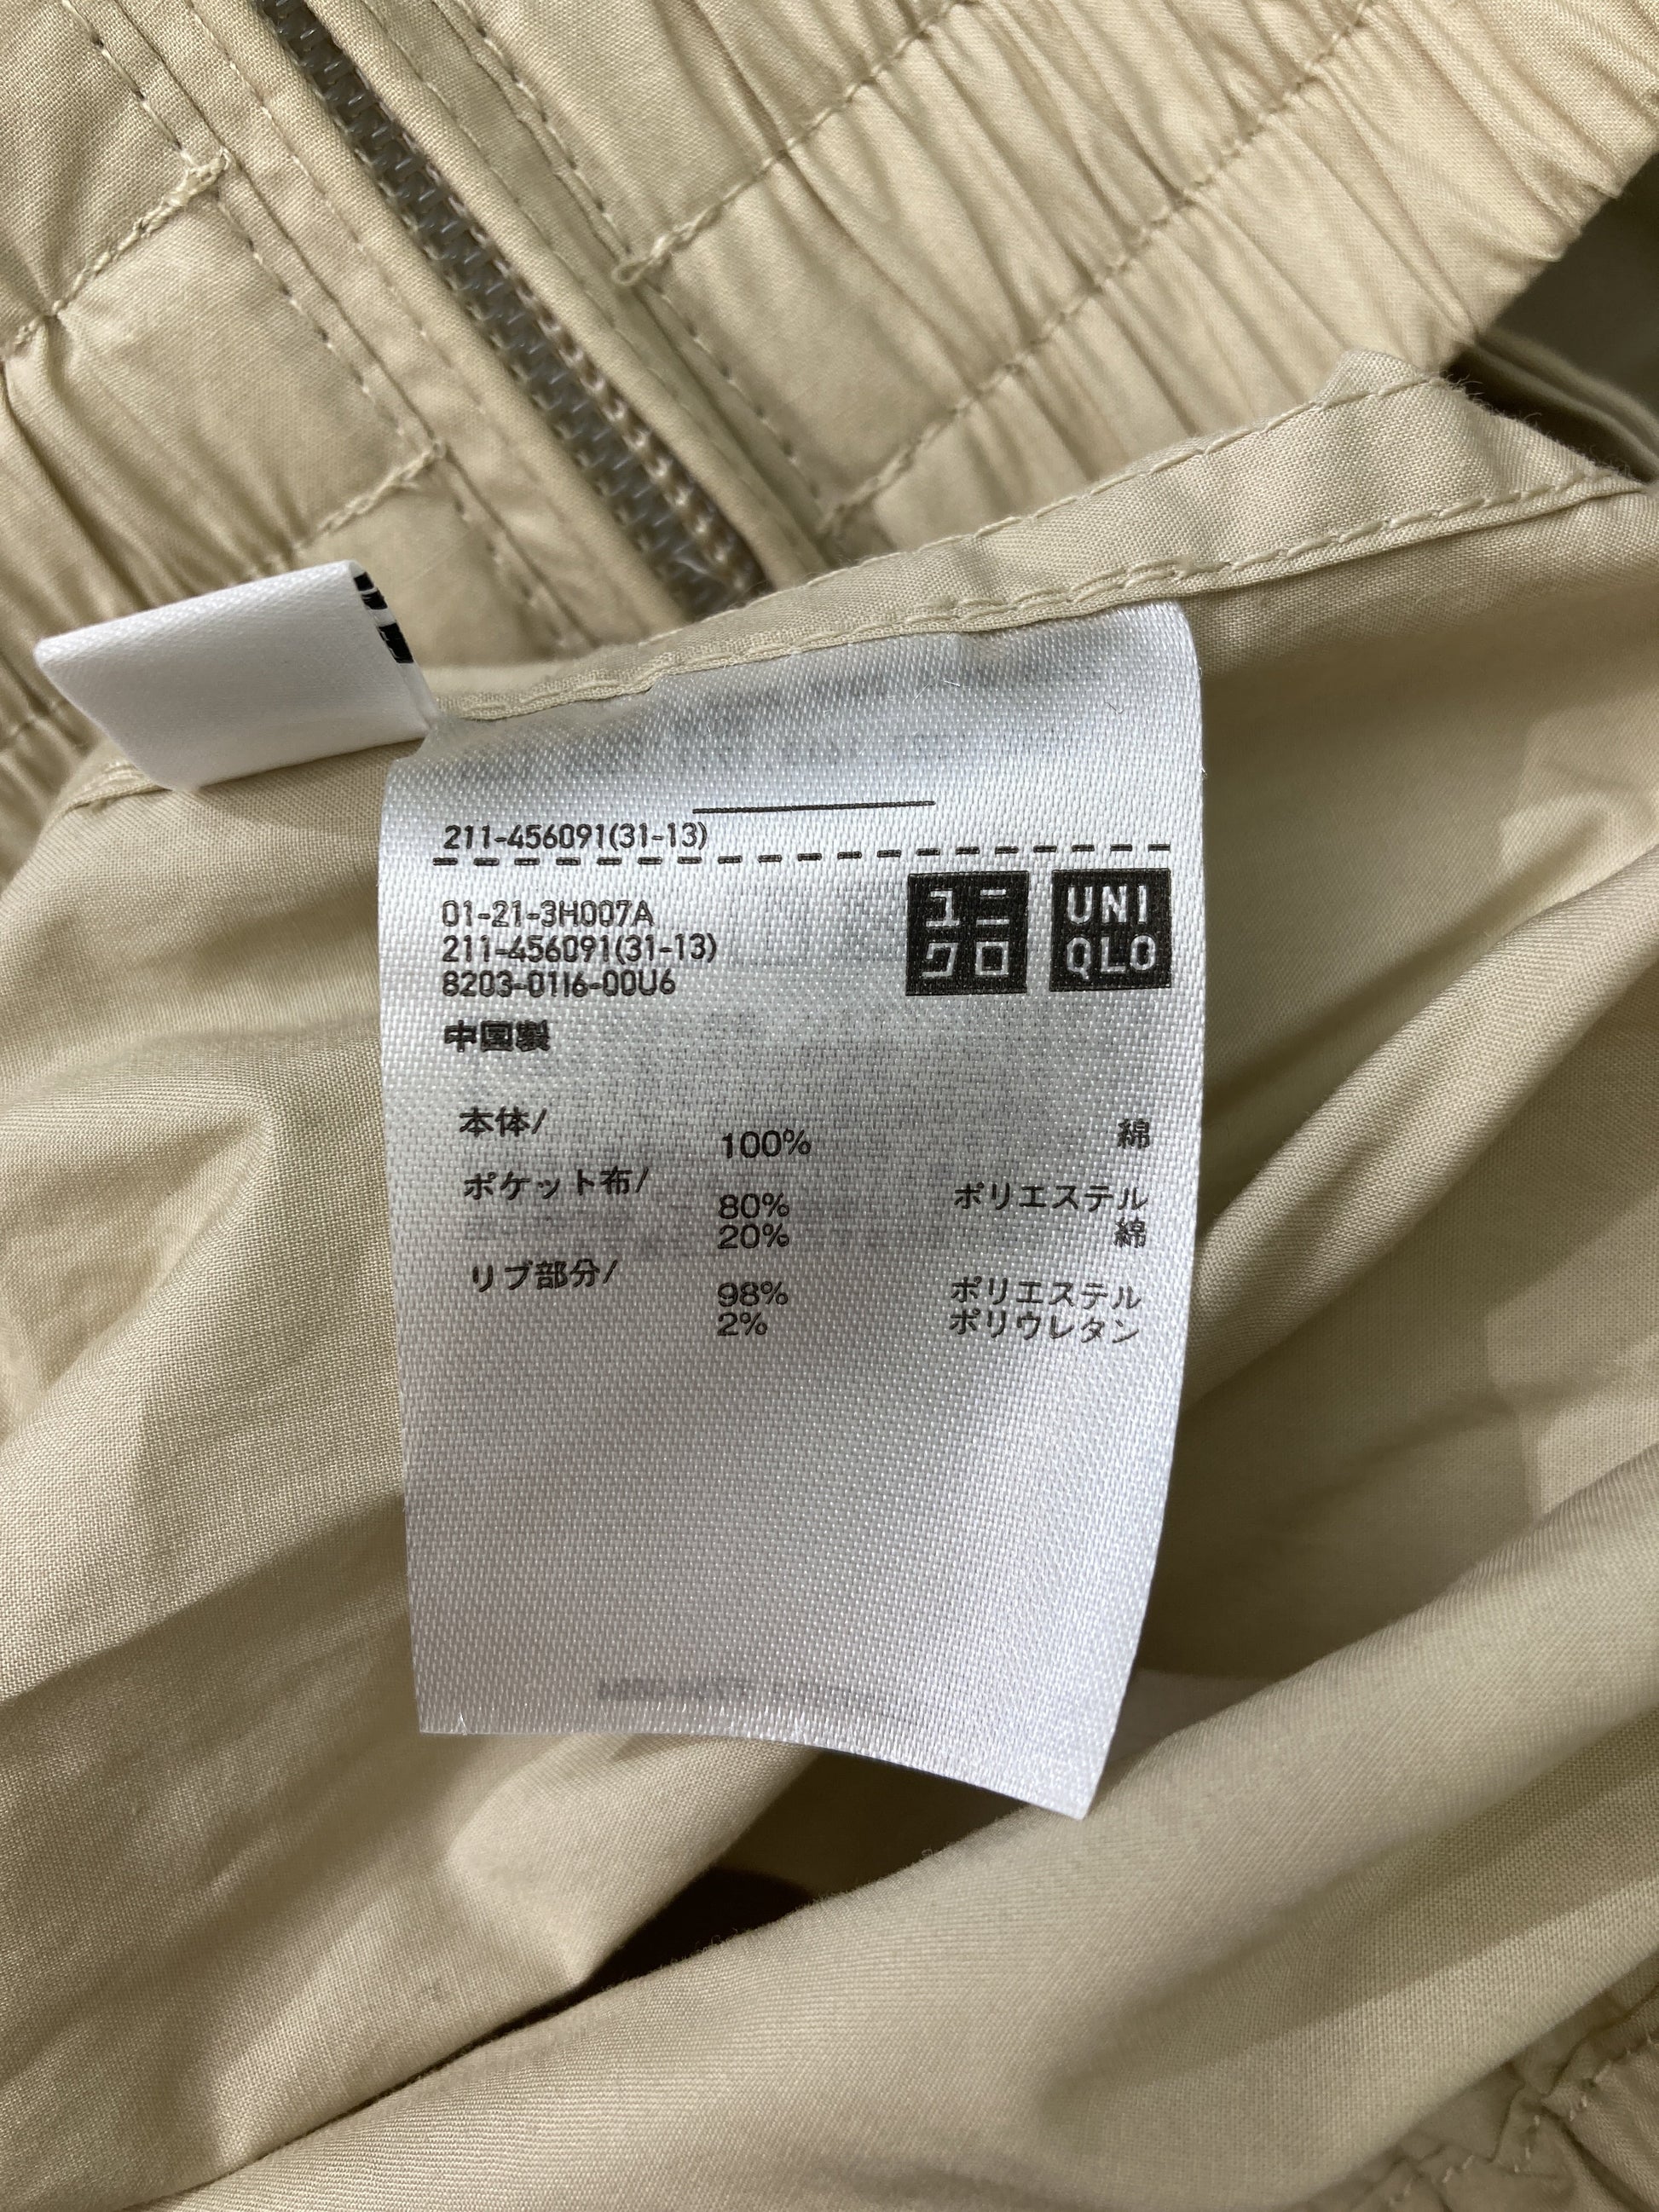 211-456091(31-13)
01-21-3H007A
211-456091(31-13)
8203-0116-00U6
ユニ
クロ
UNI
QLO
中国製
本体/
100% 綿
ポケット布/
80% ポリエステル
20% 綿
リブ部分/
98% ポリエステル
2% ポリウレタン